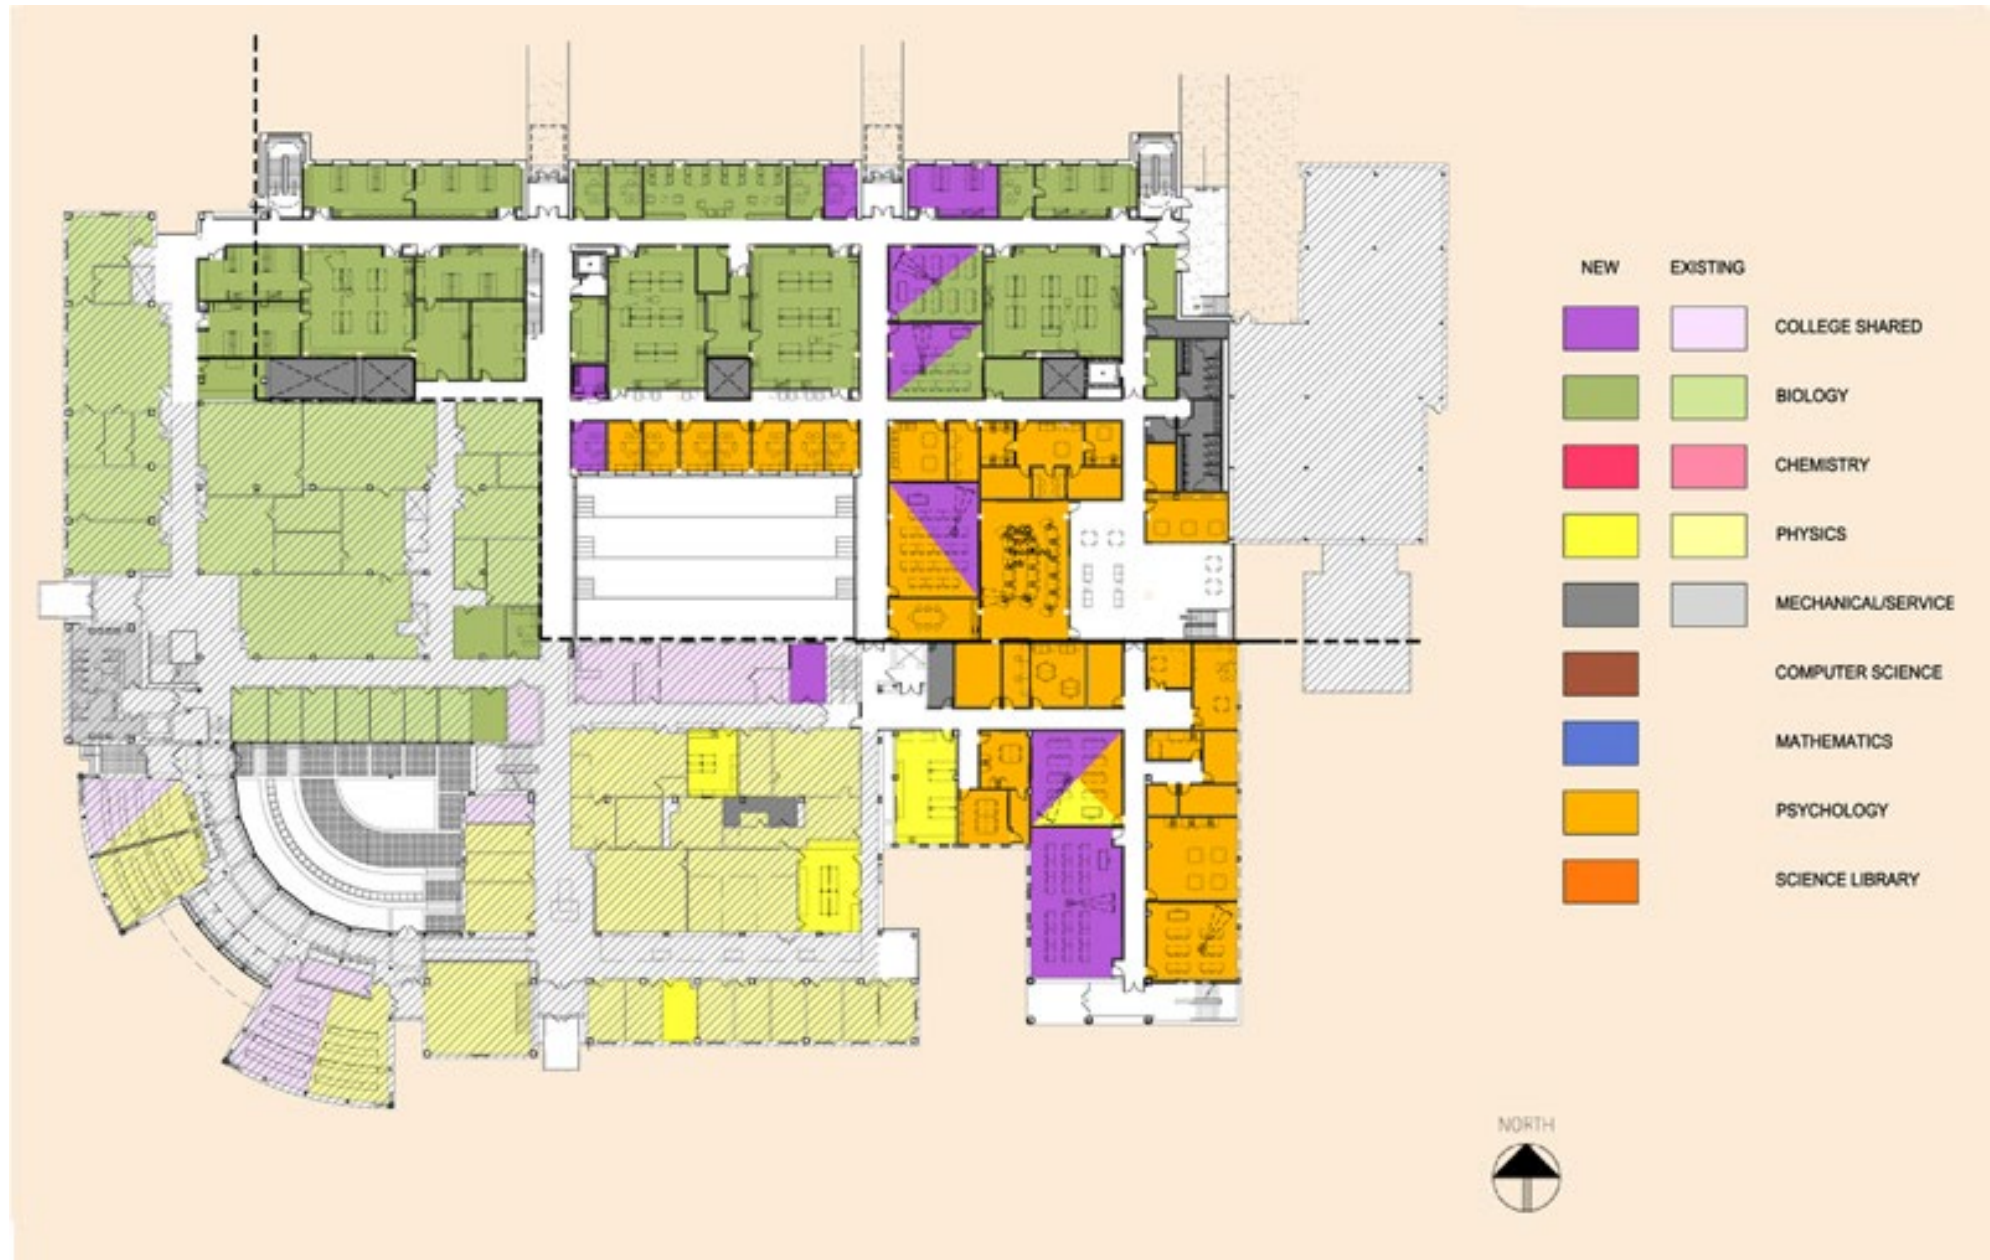 NEW EXISTING
COLLEGE SHARED
BIOLOGY
CHEMISTRY
PHYSICS
MECHANICAL/SERVICE
COMPUTER SCIENCE
MATHEMATICS
PSYCHOLOGY
SCIENCE LIBRARY
NORTH